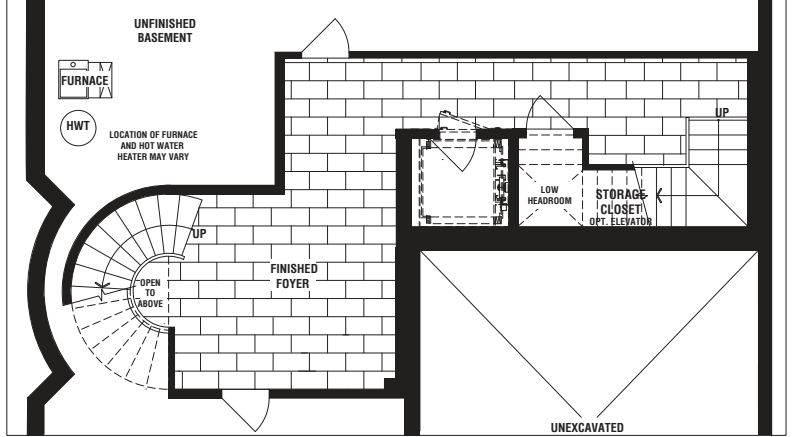 UNFINISHED
BASEMENT
FURNACE
HWT
LOCATION OF FURNACE
AND HOT WATER
HEATER MAY VARY
UP
LOW
HEADROOM
STORAGE
CLOSET
OPT. ELEVATOR
UP
OPEN
TO
ABOVE
FINISHED
FOYER
UNEXCAVATED